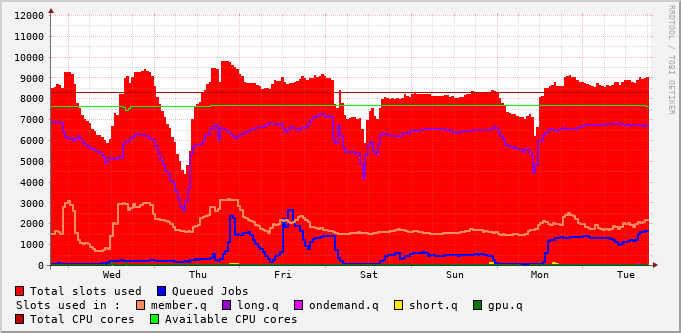 RRDTOOL / TOBI OETIKER
12000
11000
10000
9000
8000
7000
6000
5000
4000
3000
2000
1000
0
Wed Thu Fri Sat Sun Mon Tue
Total slots used Queued Jobs
Slots used in : member.q long.q ondemand.q short.q gpu.q
Total CPU cores Available CPU cores